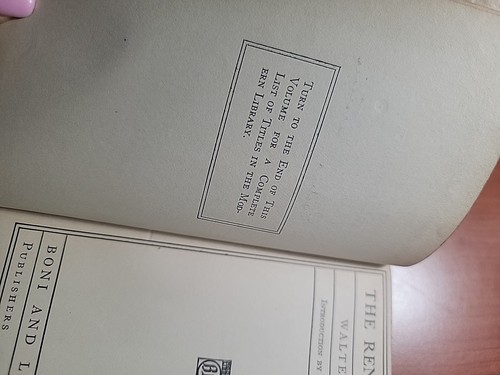 TURN TO THE END OF THIS
VOLUME FOR A COMPLETE
LIST OF TITLES IN THE MOD-
ERN LIBRARY.
THE REN
WALTE
INTRODUCTION BY
BONI AND L
PUBLISHERS